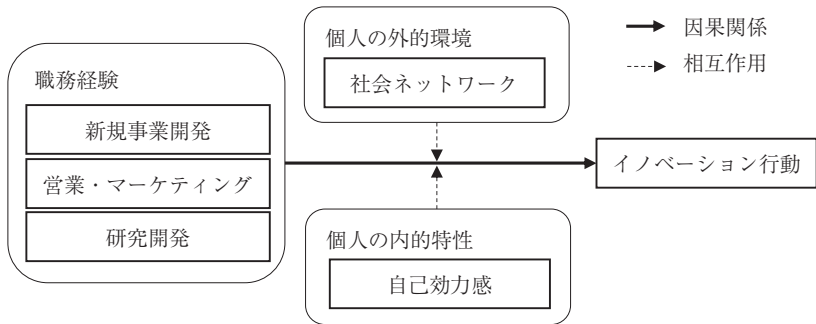 職務経験
新規事業開発
営業・マーケティング
研究開発
個人の外的環境
社会ネットワーク
個人の内的特性
自己効力感
イノベーション行動
因果関係
相互作用